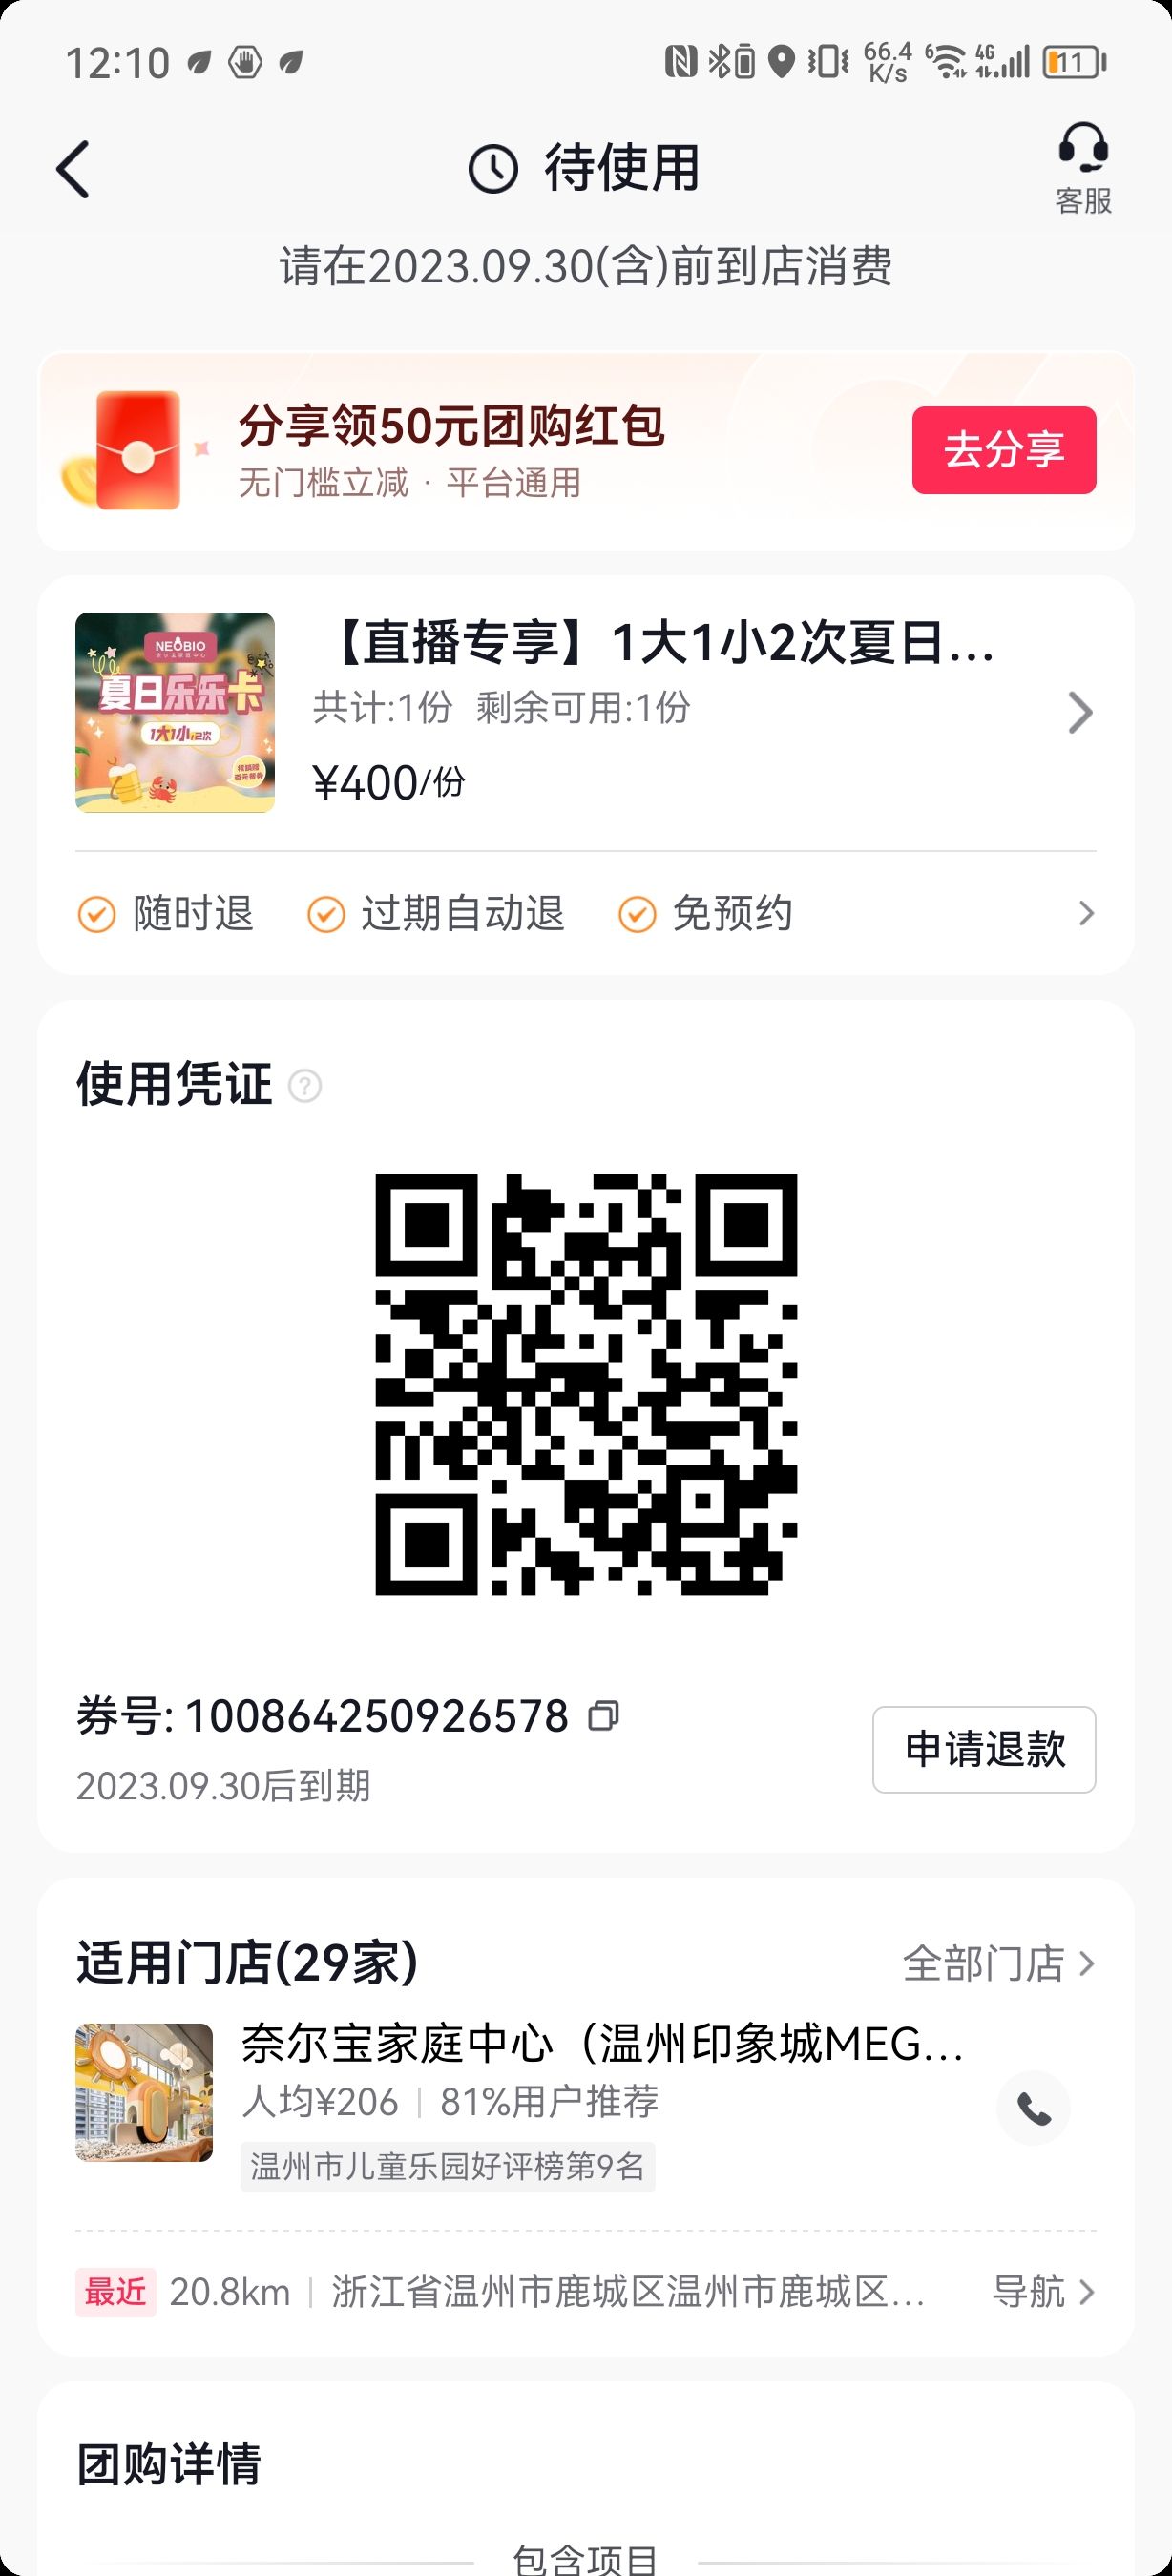 12:10
66.4
K/s
6
4G
11
待使用
客服
请在2023.09.30(含)前到店消费
分享领50元团购红包
无门槛立减 · 平台通用
去分享
NEOBIO
夏日乐乐卡
1大1小2次
【直播专享】1大1小2次夏日...
共计:1份 剩余可用:1份
¥400/份
随时退 过期自动退 免预约
使用凭证 ?
券号: 100864250926578
2023.09.30后到期
申请退款
适用门店(29家)
全部门店
奈尔宝家庭中心（温州印象城MEG...
人均¥206 | 81%用户推荐
温州市儿童乐园好评榜第9名
最近 20.8km | 浙江省温州市鹿城区温州市鹿城区... 导航
团购详情
包含项目